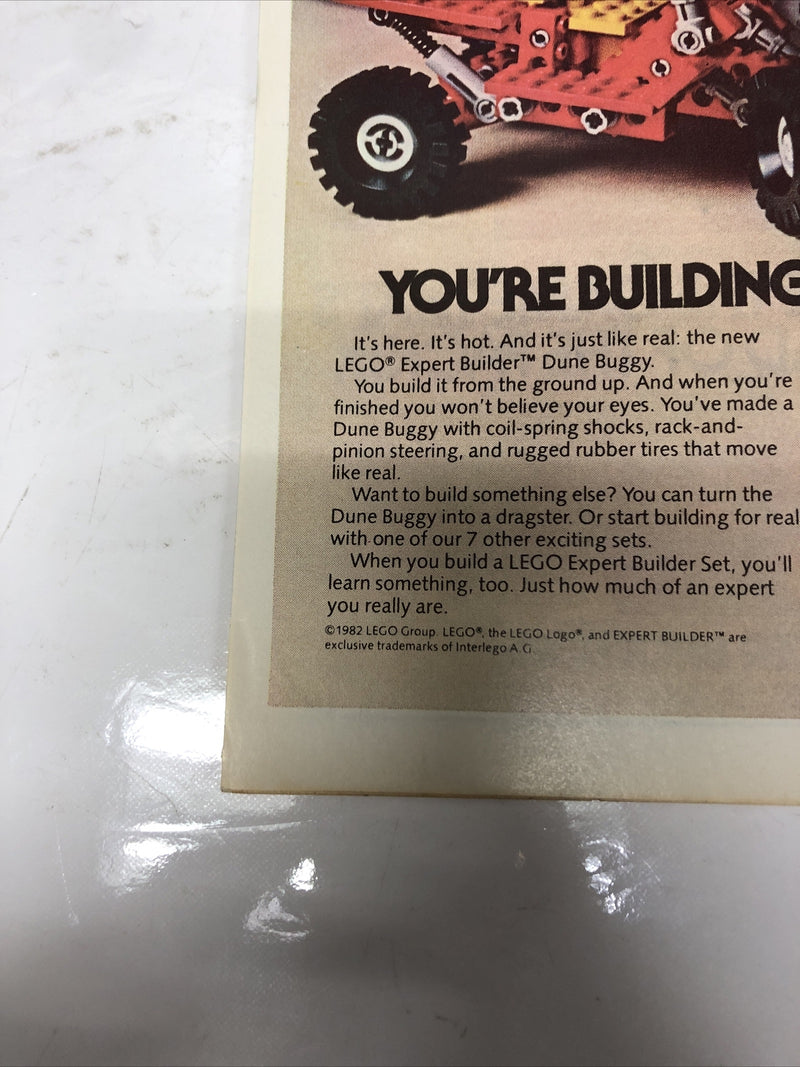 YOU'RE BUILDING
It's here. It's hot. And it's just like real: the new
LEGO® Expert Builder™ Dune Buggy.
You build it from the ground up. And when you're
finished you won't believe your eyes. You've made a
Dune Buggy with coil-spring shocks, rack-and-
pinion steering, and rugged rubber tires that move
like real.
Want to build something else? You can turn the
Dune Buggy into a dragster. Or start building for real
with one of our 7 other exciting sets.
When you build a LEGO Expert Builder Set, you'll
learn something, too. Just how much of an expert
you really are.
©1982 LEGO Group. LEGO®, the LEGO Logo®, and EXPERT BUILDER™ are
exclusive trademarks of Interlego A.G.